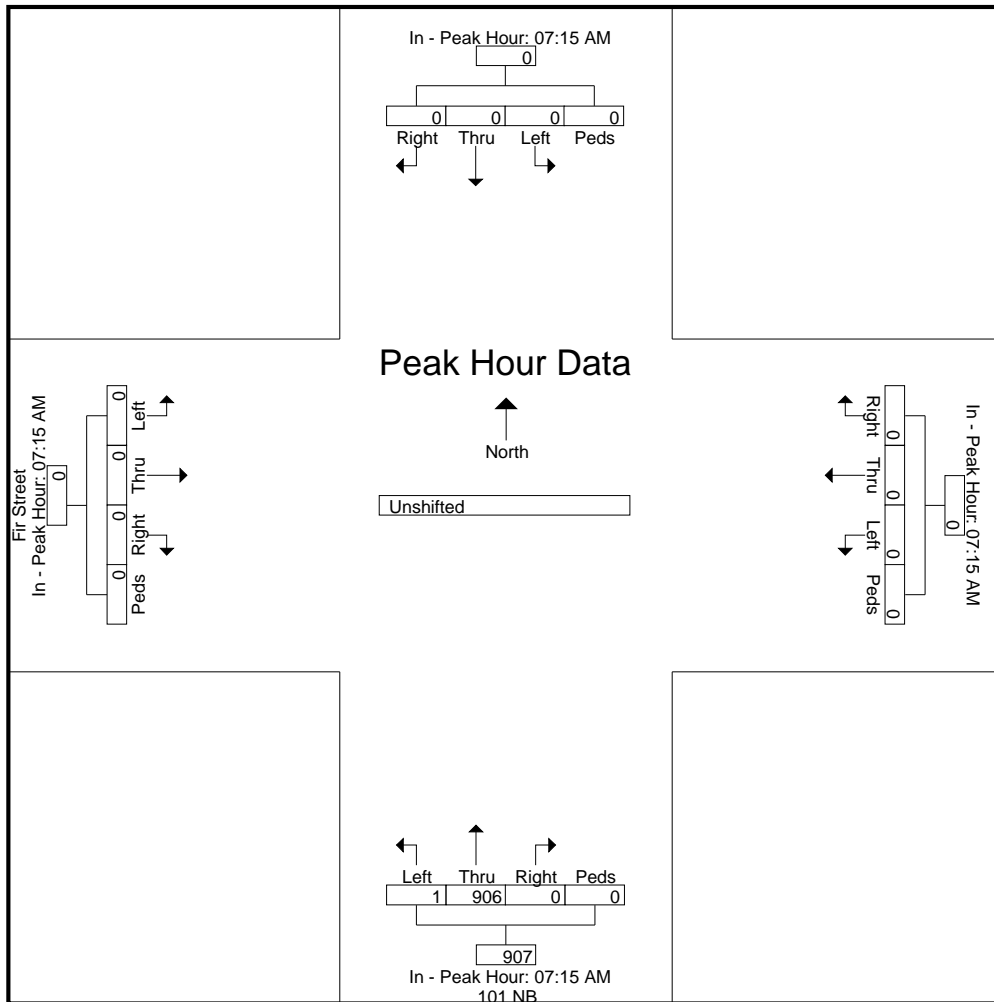 In - Peak Hour: 07:15 AM
0
0 0 0 0
Right Thru Left Peds
Peak Hour Data
North
Unshifted
Fir Street
In - Peak Hour: 07:15 AM
0
0 0 0 0
Left Thru Right Peds
Right Thru Left Peds
0 0 0 0
0
In - Peak Hour: 07:15 AM
Left Thru Right Peds
1 906 0 0
907
In - Peak Hour: 07:15 AM
101 NB